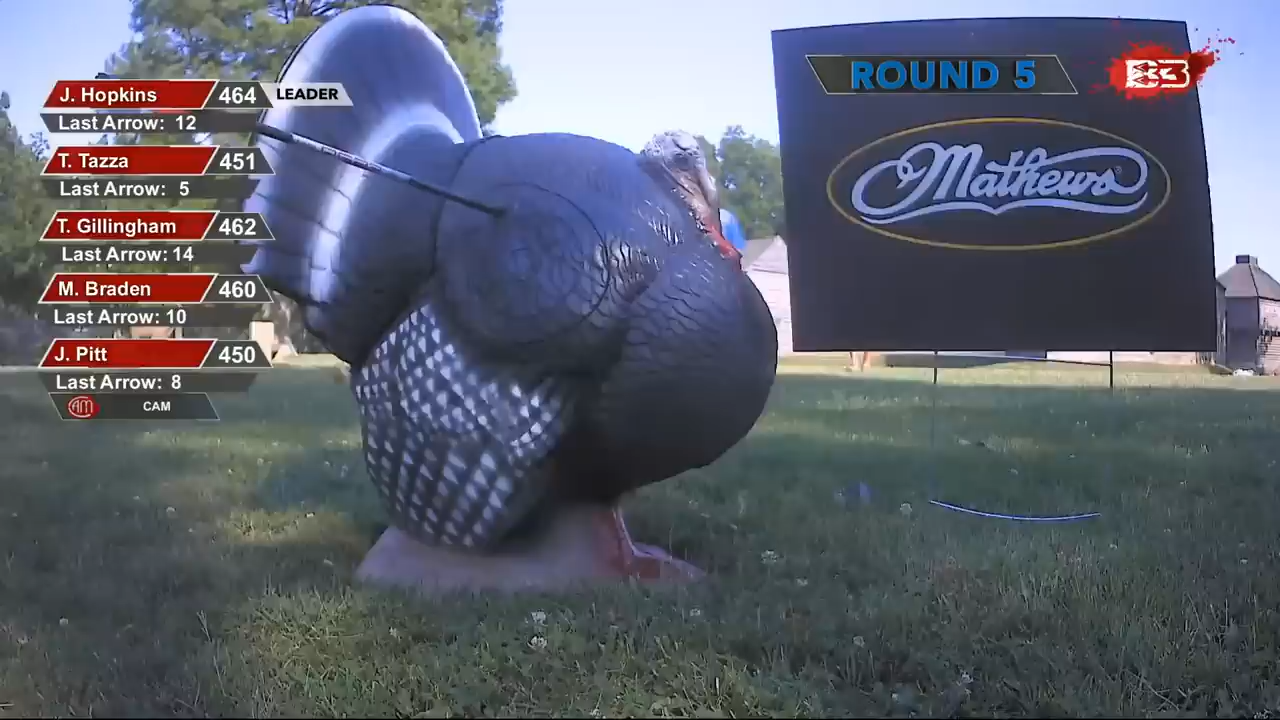 J. Hopkins 464 LEADER
Last Arrow: 12
T. Tazza 451
Last Arrow: 5
T. Gillingham 462
Last Arrow: 14
M. Braden 460
Last Arrow: 10
J. Pitt 450
Last Arrow: 8
AM CAM
ROUND 5
B3
Mathews